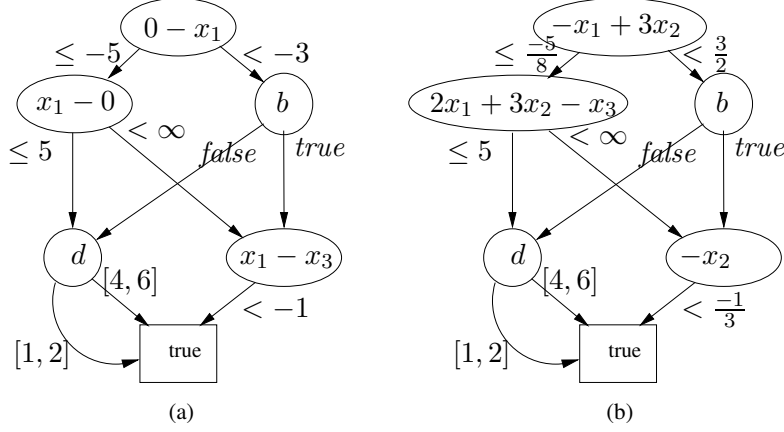 0 − x₁
≤ −5
< −3
x₁ − 0
b
≤ 5
< ∞
false
true
d
x₁ − x₃
[4, 6]
< −1
[1, 2]
true
(a)
−x₁ + 3x₂
≤ −5/8
< 3/2
2x₁ + 3x₂ − x₃
b
≤ 5
< ∞
false
true
d
−x₂
[4, 6]
< −1/3
[1, 2]
true
(b)